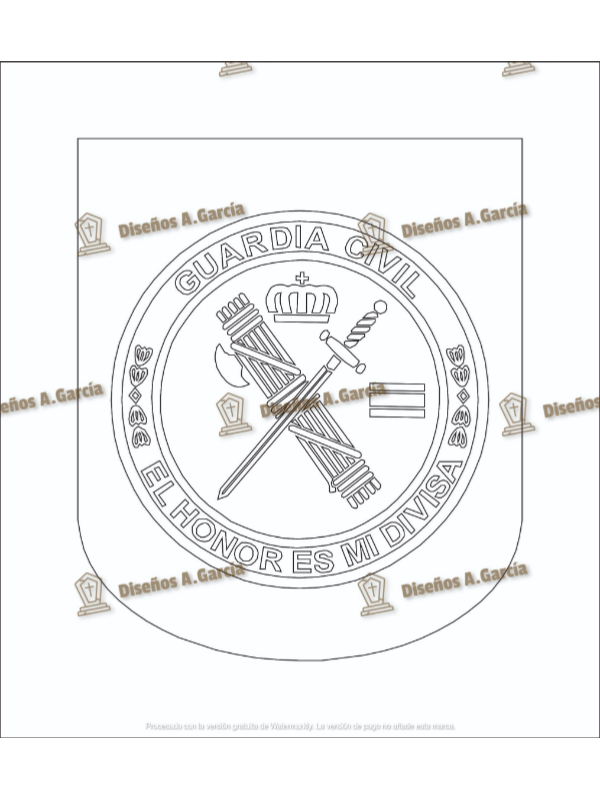 Diseños A.García
Diseños A.García
GUARDIA CIVIL
eños A.García
Diseños A.García
Diseños
EL HONOR ES MI DIVISA
Diseños A.García
Diseños A.García
Procesado con la versión gratuita de Watermarkly. La versión de pago no añade esta marca.